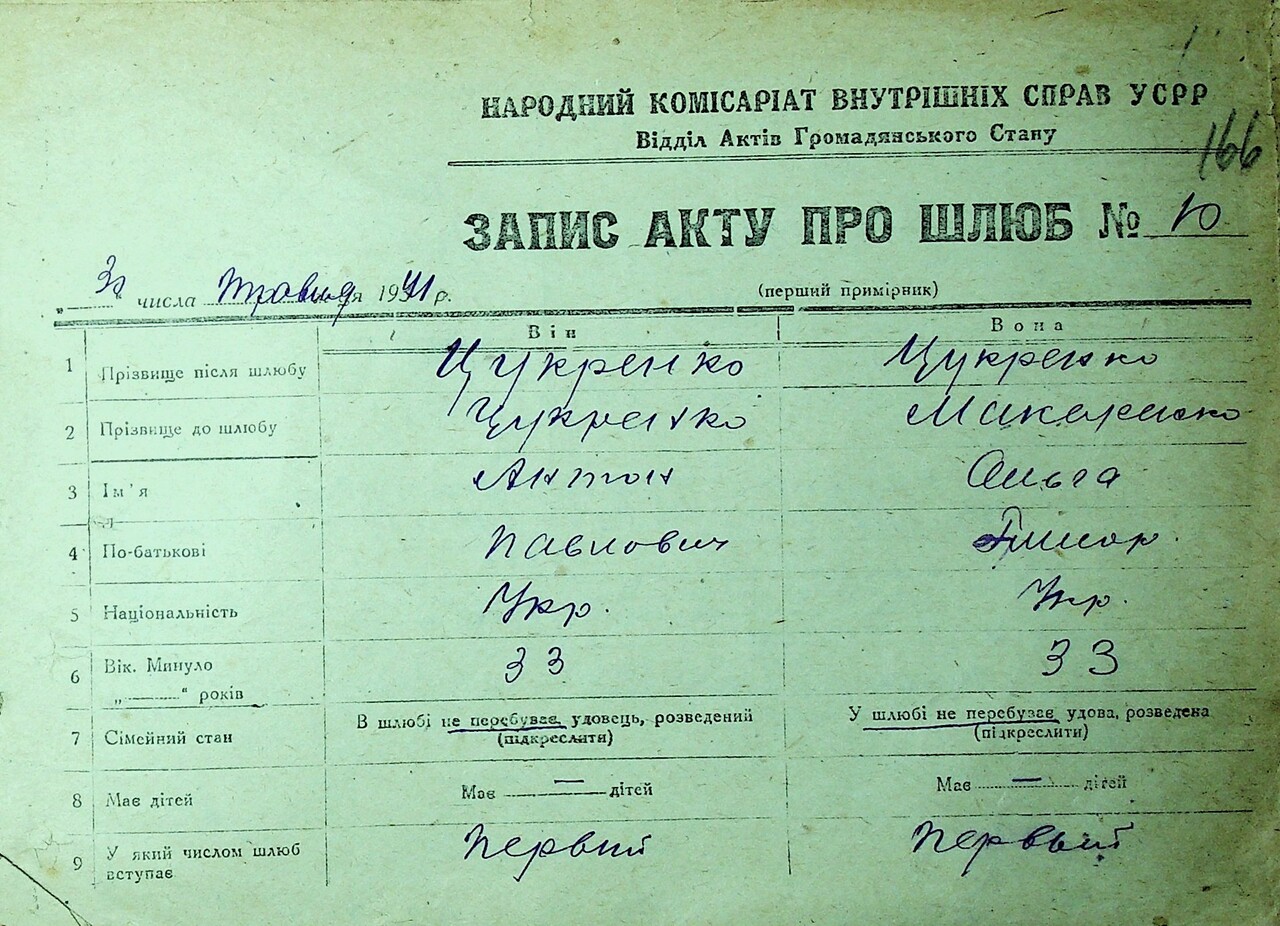 НАРОДНИЙ КОМІСАРІАТ ВНУТРІШНІХ СПРАВ УСРР
Відділ Актів Громадянського Стану
166
ЗАПИС АКТУ ПРО ШЛЮБ № 10
числа травня 1941 р. (перший примірник)
Він Вона
1 Прізвище після шлюбу Цукренко Цукренко
2 Прізвище до шлюбу Цукренко Макаренко
3 Ім'я Антон Ольга
4 По-батькові Павлович
5 Національність Укр. Укр.
6 Вік. Минуло 33 33
„———" років
7 Сімейний стан В шлюбі не перебував, удовець, розведений У шлюбі не перебував, удова, розведена
(підкреслити) (підкреслити)
8 Має дітей Має — дітей Має — дітей
9 У який числом шлюб Первий Первый
вступає